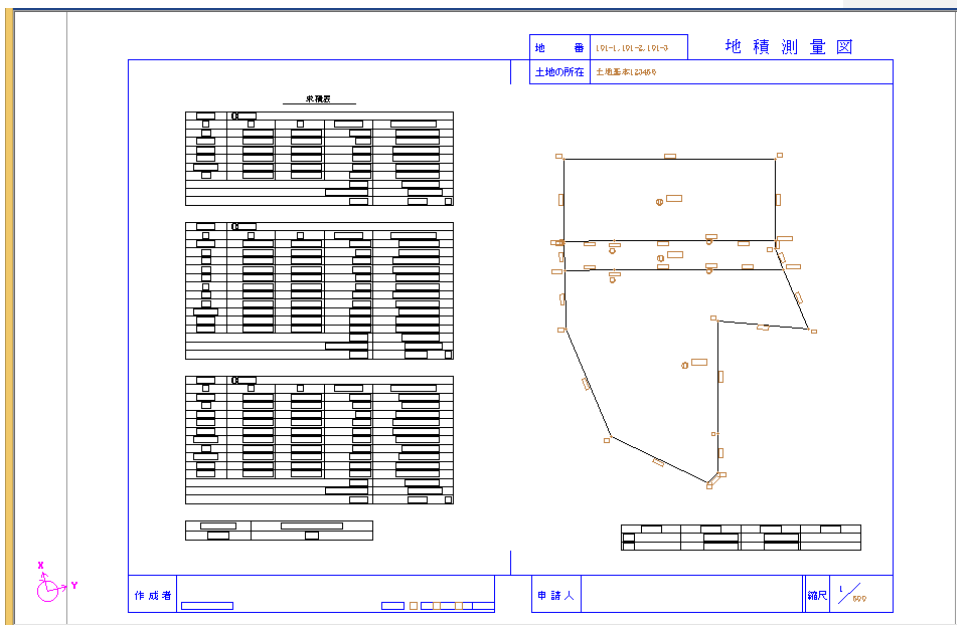 地番 101-1,101-2,101-3
地積測量図
土地の所在 土地基本123456
求積表
X
Y
作成者
申請人
縮尺 1/500